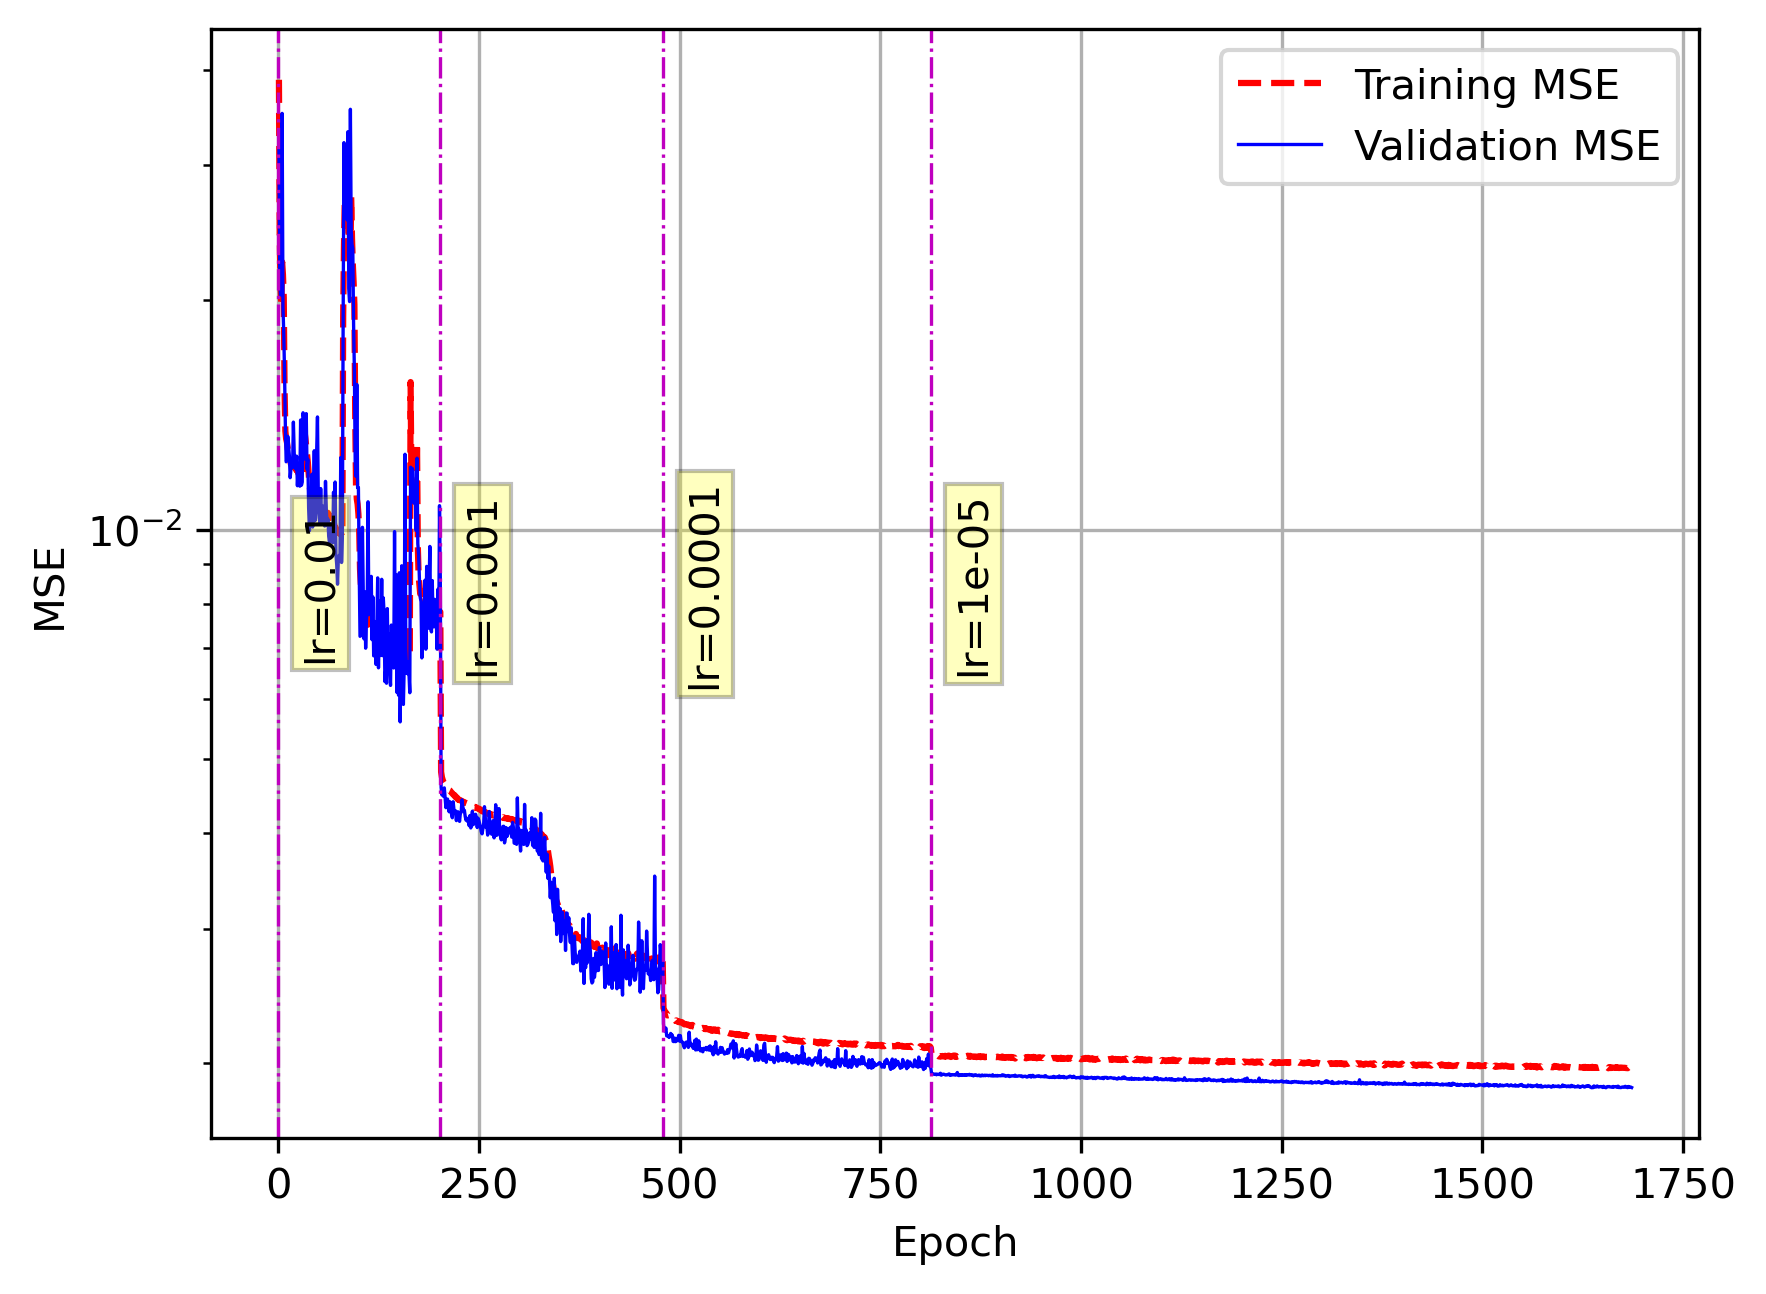 Training MSE
Validation MSE
lr=0.01
lr=0.001
lr=0.0001
lr=1e-05
10⁻²
MSE
0 250 500 750 1000 1250 1500 1750
Epoch